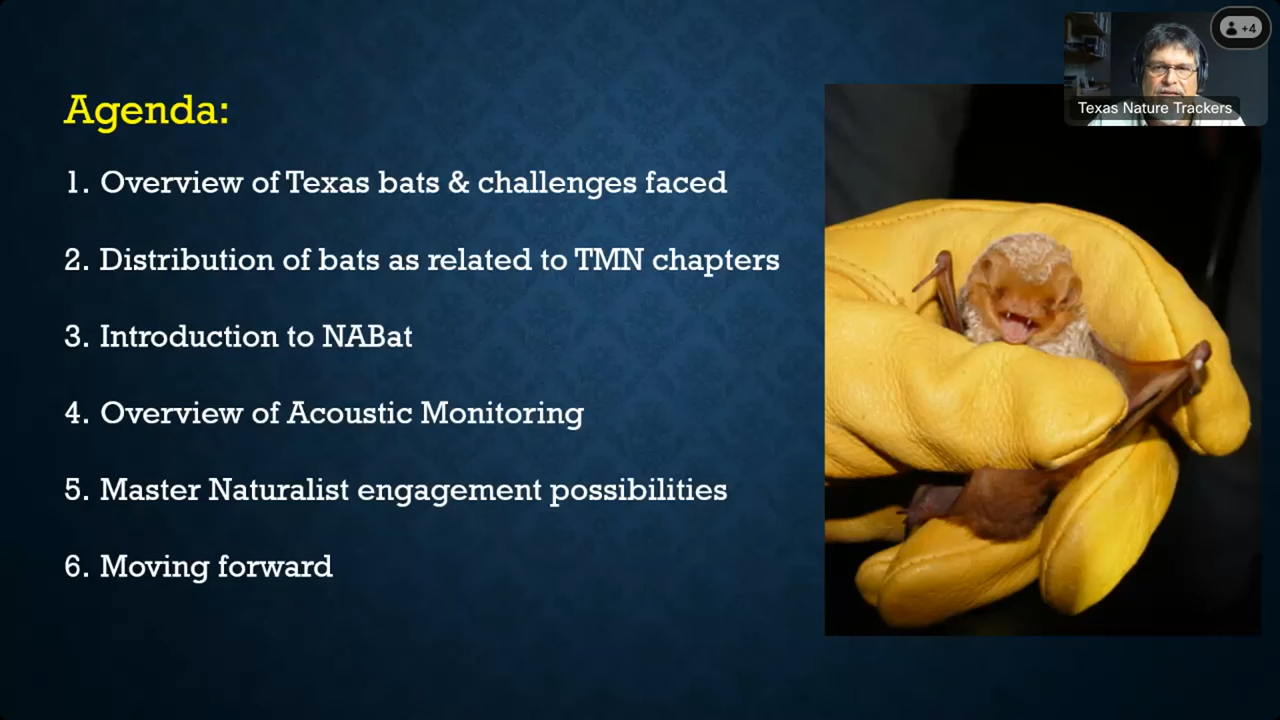 +4
Texas Nature Trackers
Agenda:
1. Overview of Texas bats & challenges faced
2. Distribution of bats as related to TMN chapters
3. Introduction to NABat
4. Overview of Acoustic Monitoring
5. Master Naturalist engagement possibilities
6. Moving forward